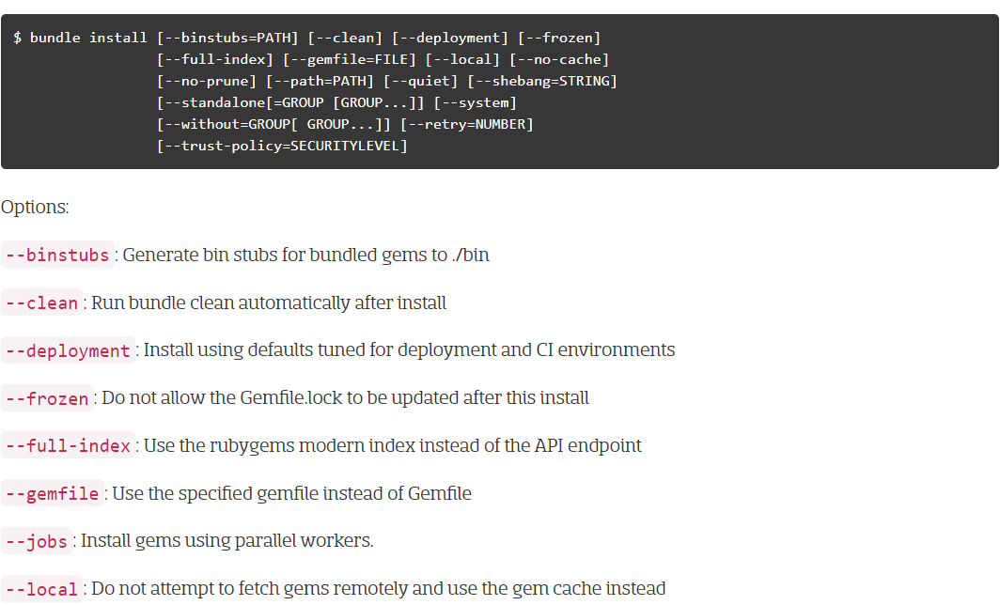 $ bundle install [--binstubs=PATH] [--clean] [--deployment] [--frozen]
[--full-index] [--gemfile=FILE] [--local] [--no-cache]
[--no-prune] [--path=PATH] [--quiet] [--shebang=STRING]
[--standalone[=GROUP [GROUP...]] [--system]
[--without=GROUP[ GROUP...]] [--retry=NUMBER]
[--trust-policy=SECURITYLEVEL]
Options:
--binstubs: Generate bin stubs for bundled gems to ./bin
--clean: Run bundle clean automatically after install
--deployment: Install using defaults tuned for deployment and CI environments
--frozen: Do not allow the Gemfile.lock to be updated after this install
--full-index: Use the rubygems modern index instead of the API endpoint
--gemfile: Use the specified gemfile instead of Gemfile
--jobs: Install gems using parallel workers.
--local: Do not attempt to fetch gems remotely and use the gem cache instead